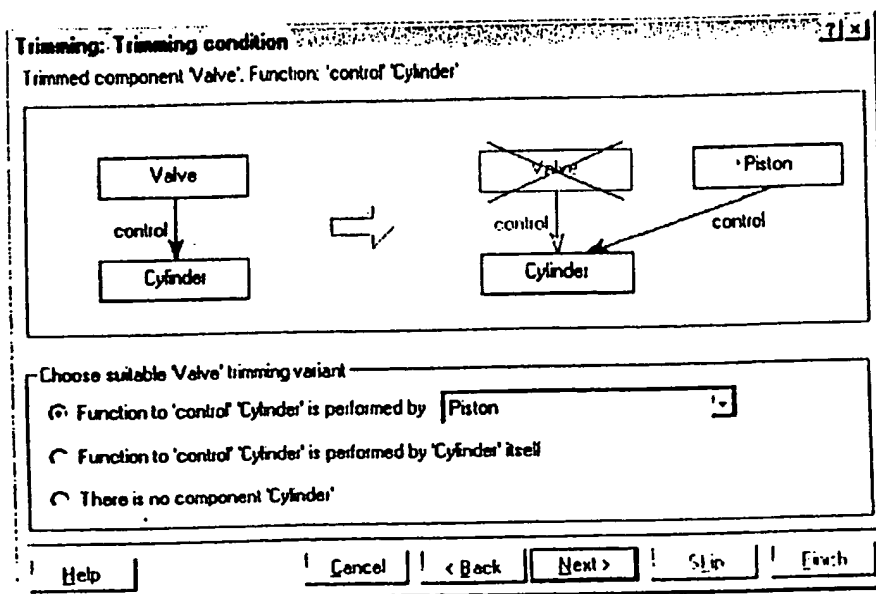 Trimming: Trimming condition ? ×
Trimmed component 'Valve'. Function: 'control' 'Cylinder'
Valve
control
Cylinder
Valve
control
Cylinder
Piston
control
Choose suitable 'Valve' trimming variant
Function to 'control' 'Cylinder' is performed by Piston
Function to 'control' 'Cylinder' is performed by 'Cylinder' itself
There is no component 'Cylinder'
Help Cancel < Back Next > Skip Finish